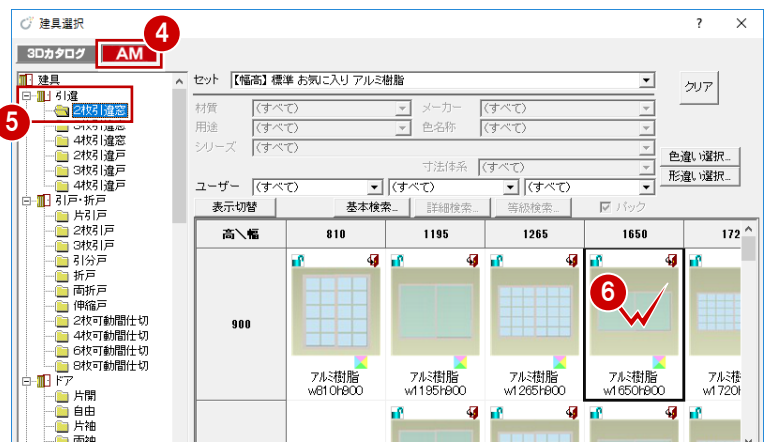 建具選択
? ×
4
3Dカタログ AM
建具
引違
5
2枚引違窓
3枚引違窓
4枚引違窓
2枚引違戸
3枚引違戸
4枚引違戸
引戸・折戸
片引戸
2枚引戸
3枚引戸
引分戸
折戸
両折戸
伸縮戸
2枚可動間仕切
4枚可動間仕切
6枚可動間仕切
8枚可動間仕切
ドア
片開
自由
片袖
両袖
セット 【幅高】標準 お気に入り アルミ樹脂
クリア
材質 (すべて) メーカー (すべて)
用途 (すべて) 色名称 (すべて)
シリーズ (すべて)
寸法体系 (すべて)
色違い選択...
形違い選択...
ユーザー (すべて) (すべて) (すべて)
表示切替 基本検索... 詳細検索... 等級検索... パック
高\幅 810 1195 1265 1650 172
900
6
アルミ樹脂 アルミ樹脂 アルミ樹脂 アルミ樹脂 アルミ樹
w810h900 w1195h900 w1265h900 w1650h900 w1720h